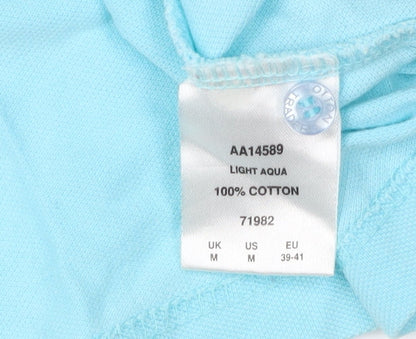 AA14589
LIGHT AQUA
100% COTTON
71982
UK US EU
M M 39-41